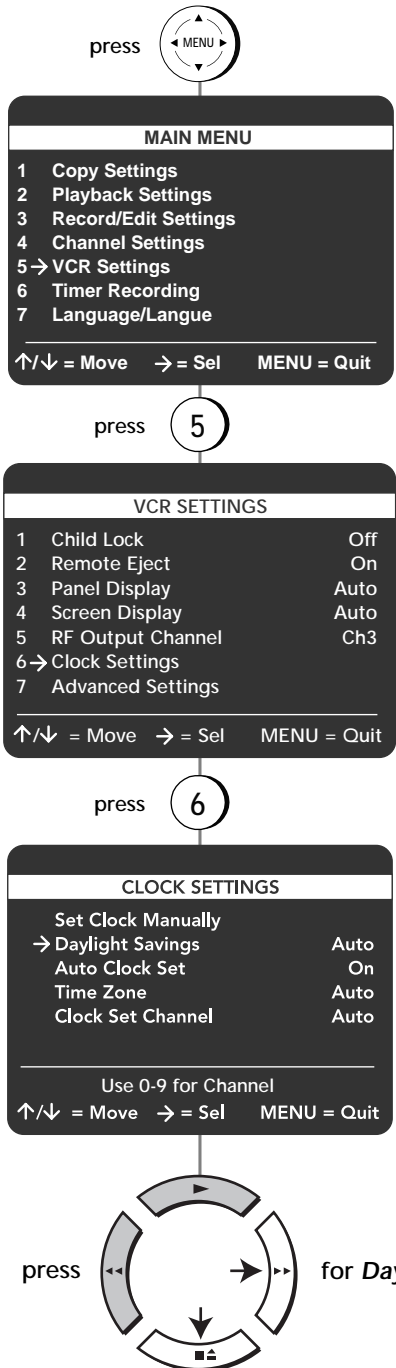 press MENU
MAIN MENU
1 Copy Settings
2 Playback Settings
3 Record/Edit Settings
4 Channel Settings
5→ VCR Settings
6 Timer Recording
7 Language/Langue
↑/↓ = Move → = Sel MENU = Quit
press 5
VCR SETTINGS
1 Child Lock Off
2 Remote Eject On
3 Panel Display Auto
4 Screen Display Auto
5 RF Output Channel Ch3
6→ Clock Settings
7 Advanced Settings
↑/↓ = Move → = Sel MENU = Quit
press 6
CLOCK SETTINGS
Set Clock Manually
→ Daylight Savings Auto
Auto Clock Set On
Time Zone Auto
Clock Set Channel Auto
Use 0-9 for Channel
↑/↓ = Move → = Sel MENU = Quit
press for Day